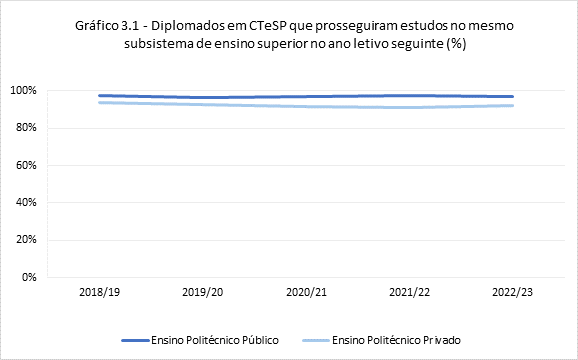 Gráfico 3.1 - Diplomados em CTeSP que prosseguiram estudos no mesmo
subsistema de ensino superior no ano letivo seguinte (%)
100%
80%
60%
40%
20%
0%
2018/19 2019/20 2020/21 2021/22 2022/23
Ensino Politécnico Público Ensino Politécnico Privado